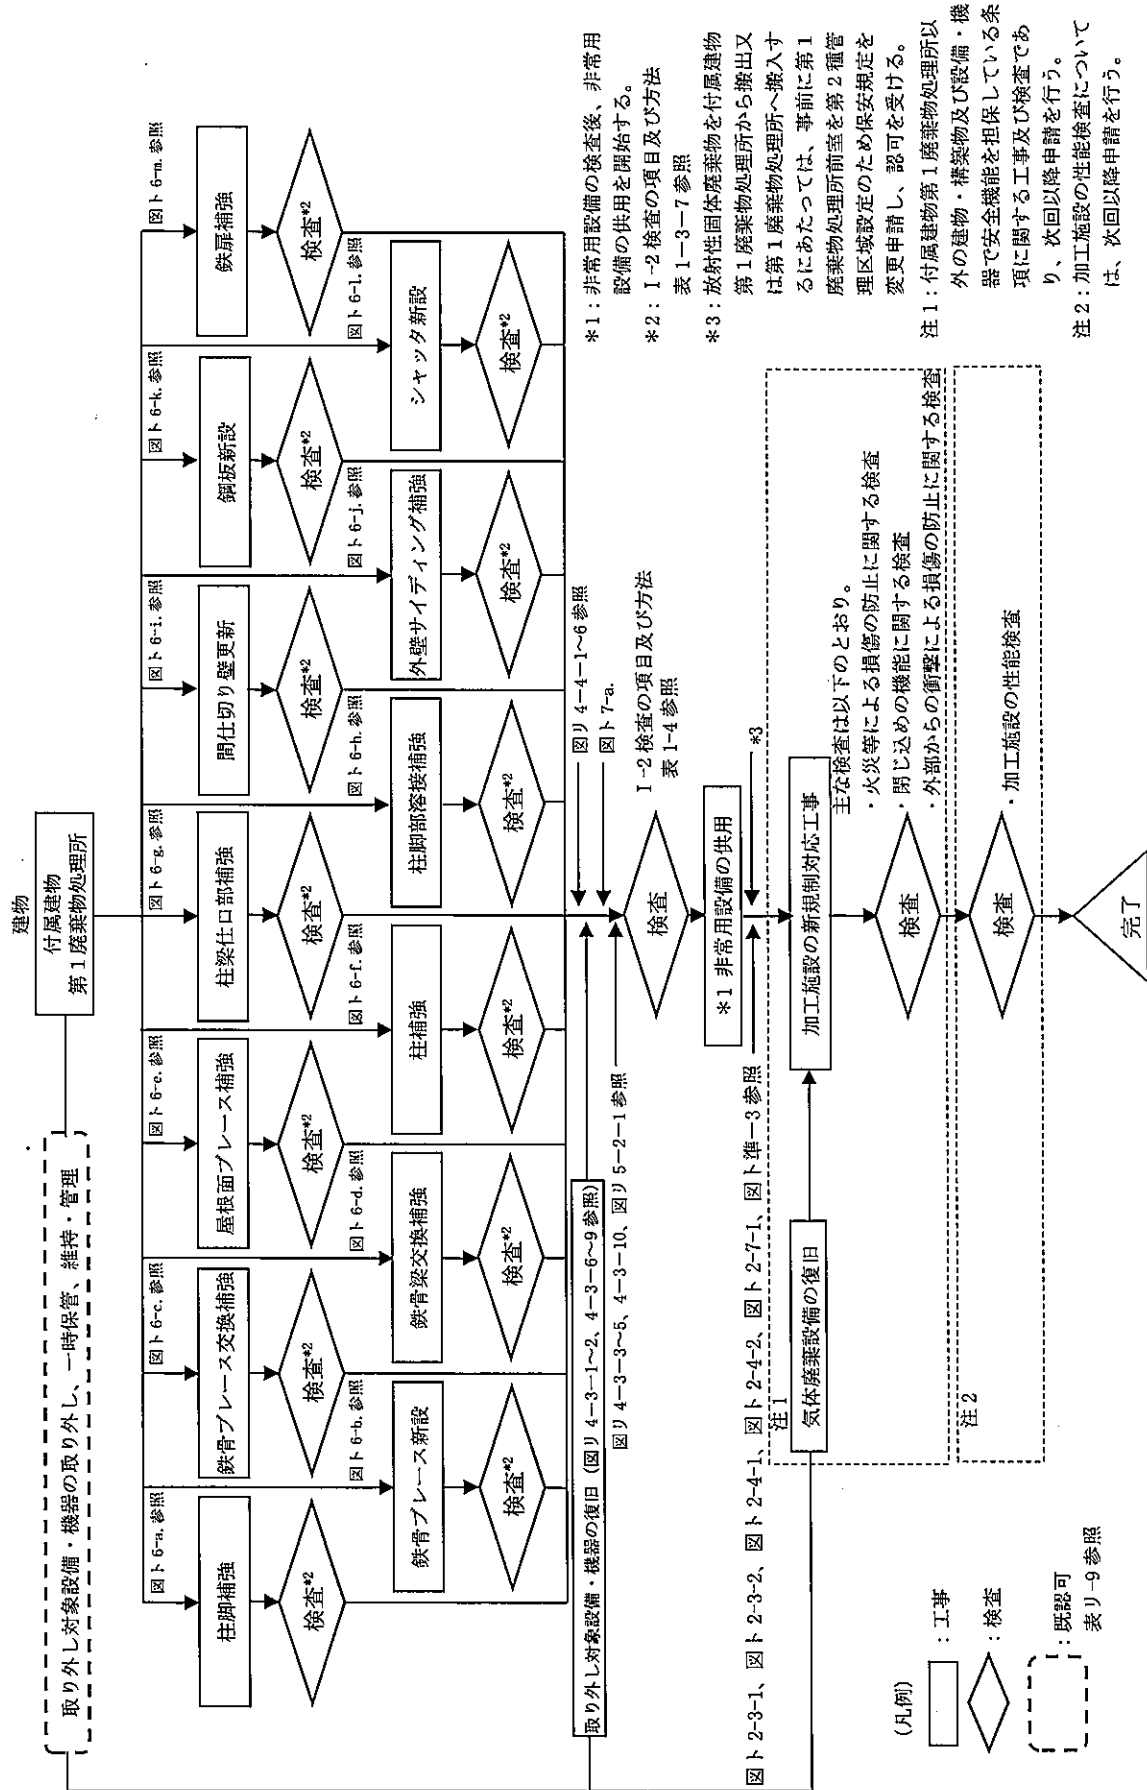 建物
付属建物
第1廃棄物処理所
取り外し対象設備・機器の取り外し、一時保管、維持・管理
図ト6-a.参照
図ト6-c.参照
図ト6-e.参照
図ト6-g.参照
図ト6-i.参照
図ト6-k.参照
図ト6-m.参照
柱脚補強
鉄骨ブレース交換補強
屋根面ブレース補強
柱梁仕口部補強
間仕切り壁更新
鋼板新設
鉄扉補強
検査*2
検査*2
検査*2
検査*2
検査*2
検査*2
検査*2
図ト6-b.参照
図ト6-d.参照
図ト6-f.参照
図ト6-h.参照
図ト6-j.参照
図ト6-l.参照
鉄骨ブレース新設
鉄骨梁交換補強
柱補強
柱脚部溶接補強
外壁サイディング補強
シャッタ新設
検査*2
検査*2
検査*2
検査*2
検査*2
検査*2
図リ4-4-1~6参照
取り外し対象設備・機器の復旧(図リ4-3-1~2、4-3-6~9参照)
図ト7-a.
図リ4-3-3~5、4-3-10、図リ5-2-1参照
検査
I-2検査の項目及び方法
表1-4参照
*1非常用設備の供用
*3
図ト2-3-1、図ト2-3-2、図ト2-4-1、図ト2-4-2、図ト2-7-1、図ト準-3参照
注1
気体廃棄設備の復旧
加工施設の新規制対応工事
主な検査は以下のとおり。
・火災等による損傷の防止に関する検査
・閉じ込めの機能に関する検査
・外部からの衝撃による損傷の防止に関する検査
検査
注2
検査
・加工施設の性能検査
完了
(凡例)
:工事
:検査
:既認可
表リ-9参照
*1:非常用設備の検査後、非常用
設備の供用を開始する。
*2:I-2検査の項目及び方法
表1-3-7参照
*3:放射性固体廃棄物を付属建物
第1廃棄物処理所から搬出又
は第1廃棄物処理所へ搬入す
るにあたっては、事前に第1
廃棄物処理所前室を第2種管
理区域設定のため保安規定を
変更申請し、認可を受ける。
注1:付属建物第1廃棄物処理所以
外の建物・構築物及び設備・機
器で安全機能を担保している条
項に関する工事及び検査であ
り、次回以降申請を行う。
注2:加工施設の性能検査について
は、次回以降申請を行う。